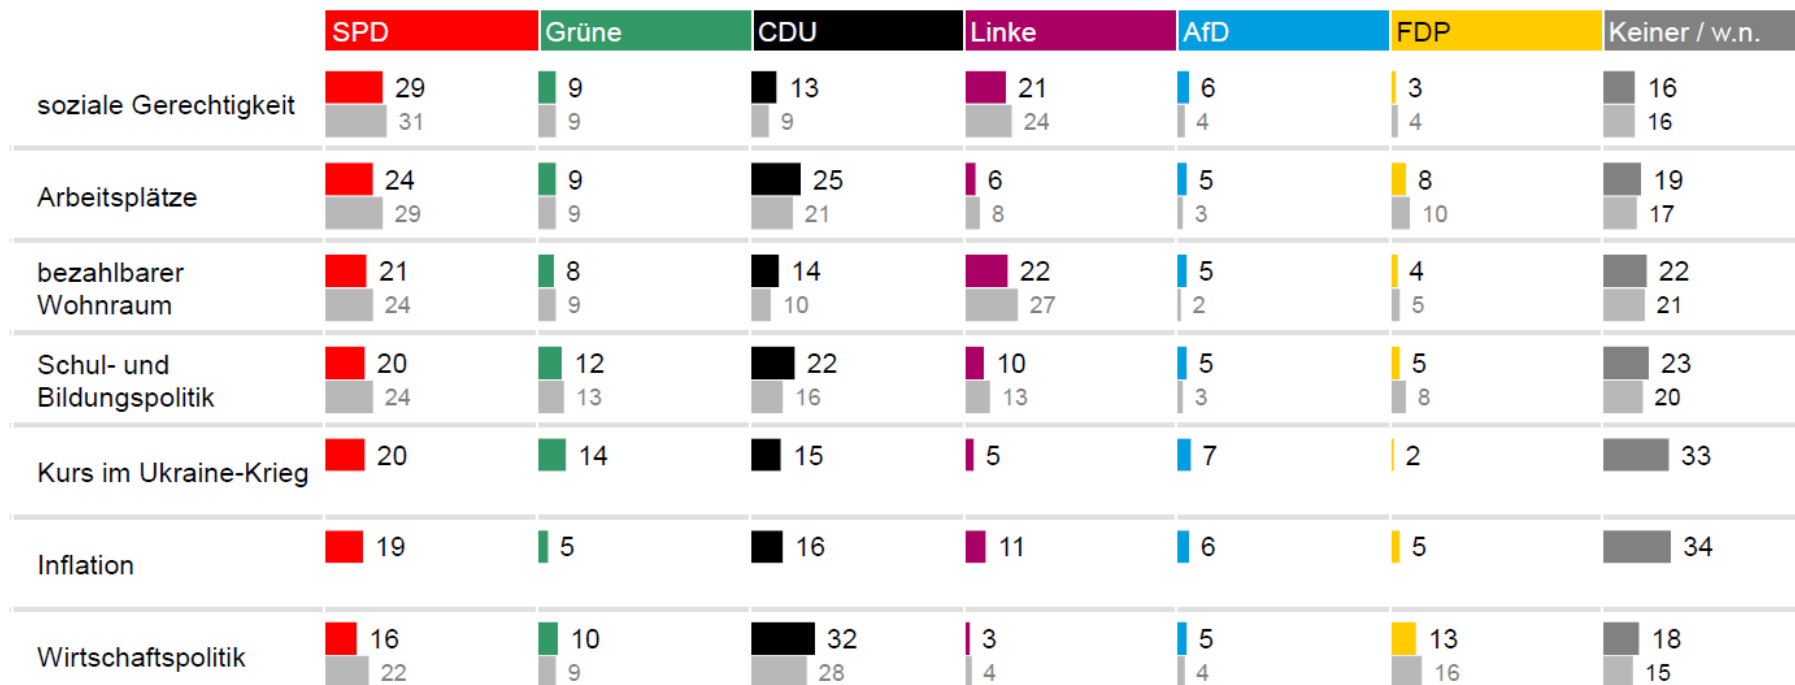 SPD Grüne CDU Linke AfD FDP Keiner / w.n.
soziale Gerechtigkeit 29 9 13 21 6 3 16
31 9 9 24 4 4 16
Arbeitsplätze 24 9 25 6 5 8 19
29 9 21 8 3 10 17
bezahlbarer 21 8 14 22 5 4 22
Wohnraum 24 9 10 27 2 5 21
Schul- und 20 12 22 10 5 5 23
Bildungspolitik 24 13 16 13 3 8 20
Kurs im Ukraine-Krieg 20 14 15 5 7 2 33
Inflation 19 5 16 11 6 5 34
Wirtschaftspolitik 16 10 32 3 5 13 18
22 9 28 4 4 16 15